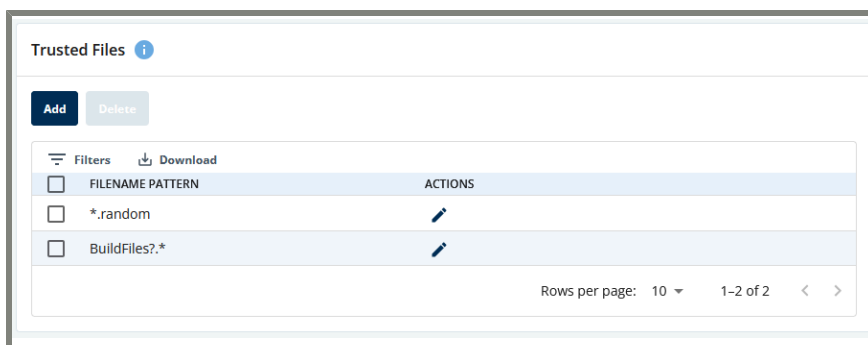 Trusted Files
Add Delete
Filters Download
FILENAME PATTERN ACTIONS
*.random
BuildFiles?.*
Rows per page: 10 1–2 of 2